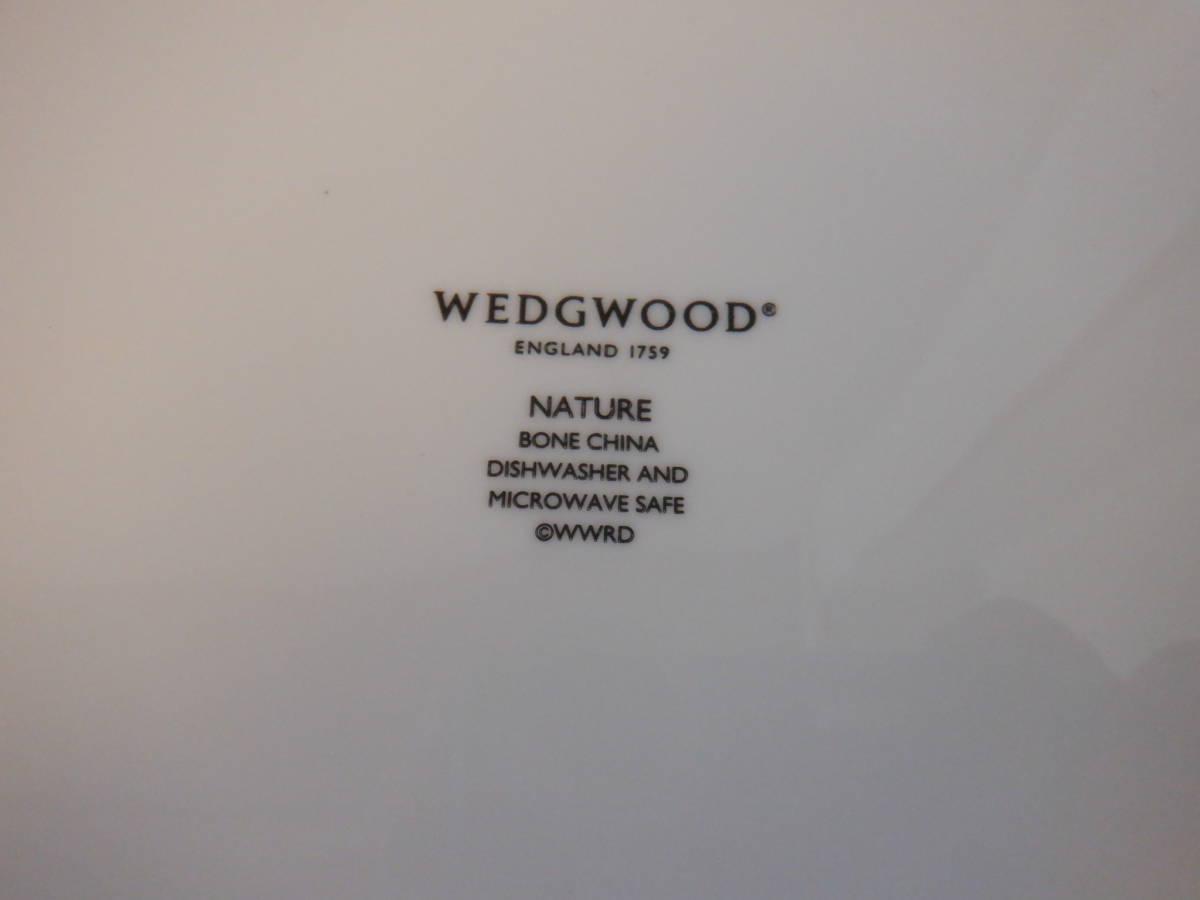 WEDGWOOD®
ENGLAND 1759
NATURE
BONE CHINA
DISHWASHER AND
MICROWAVE SAFE
©WWRD